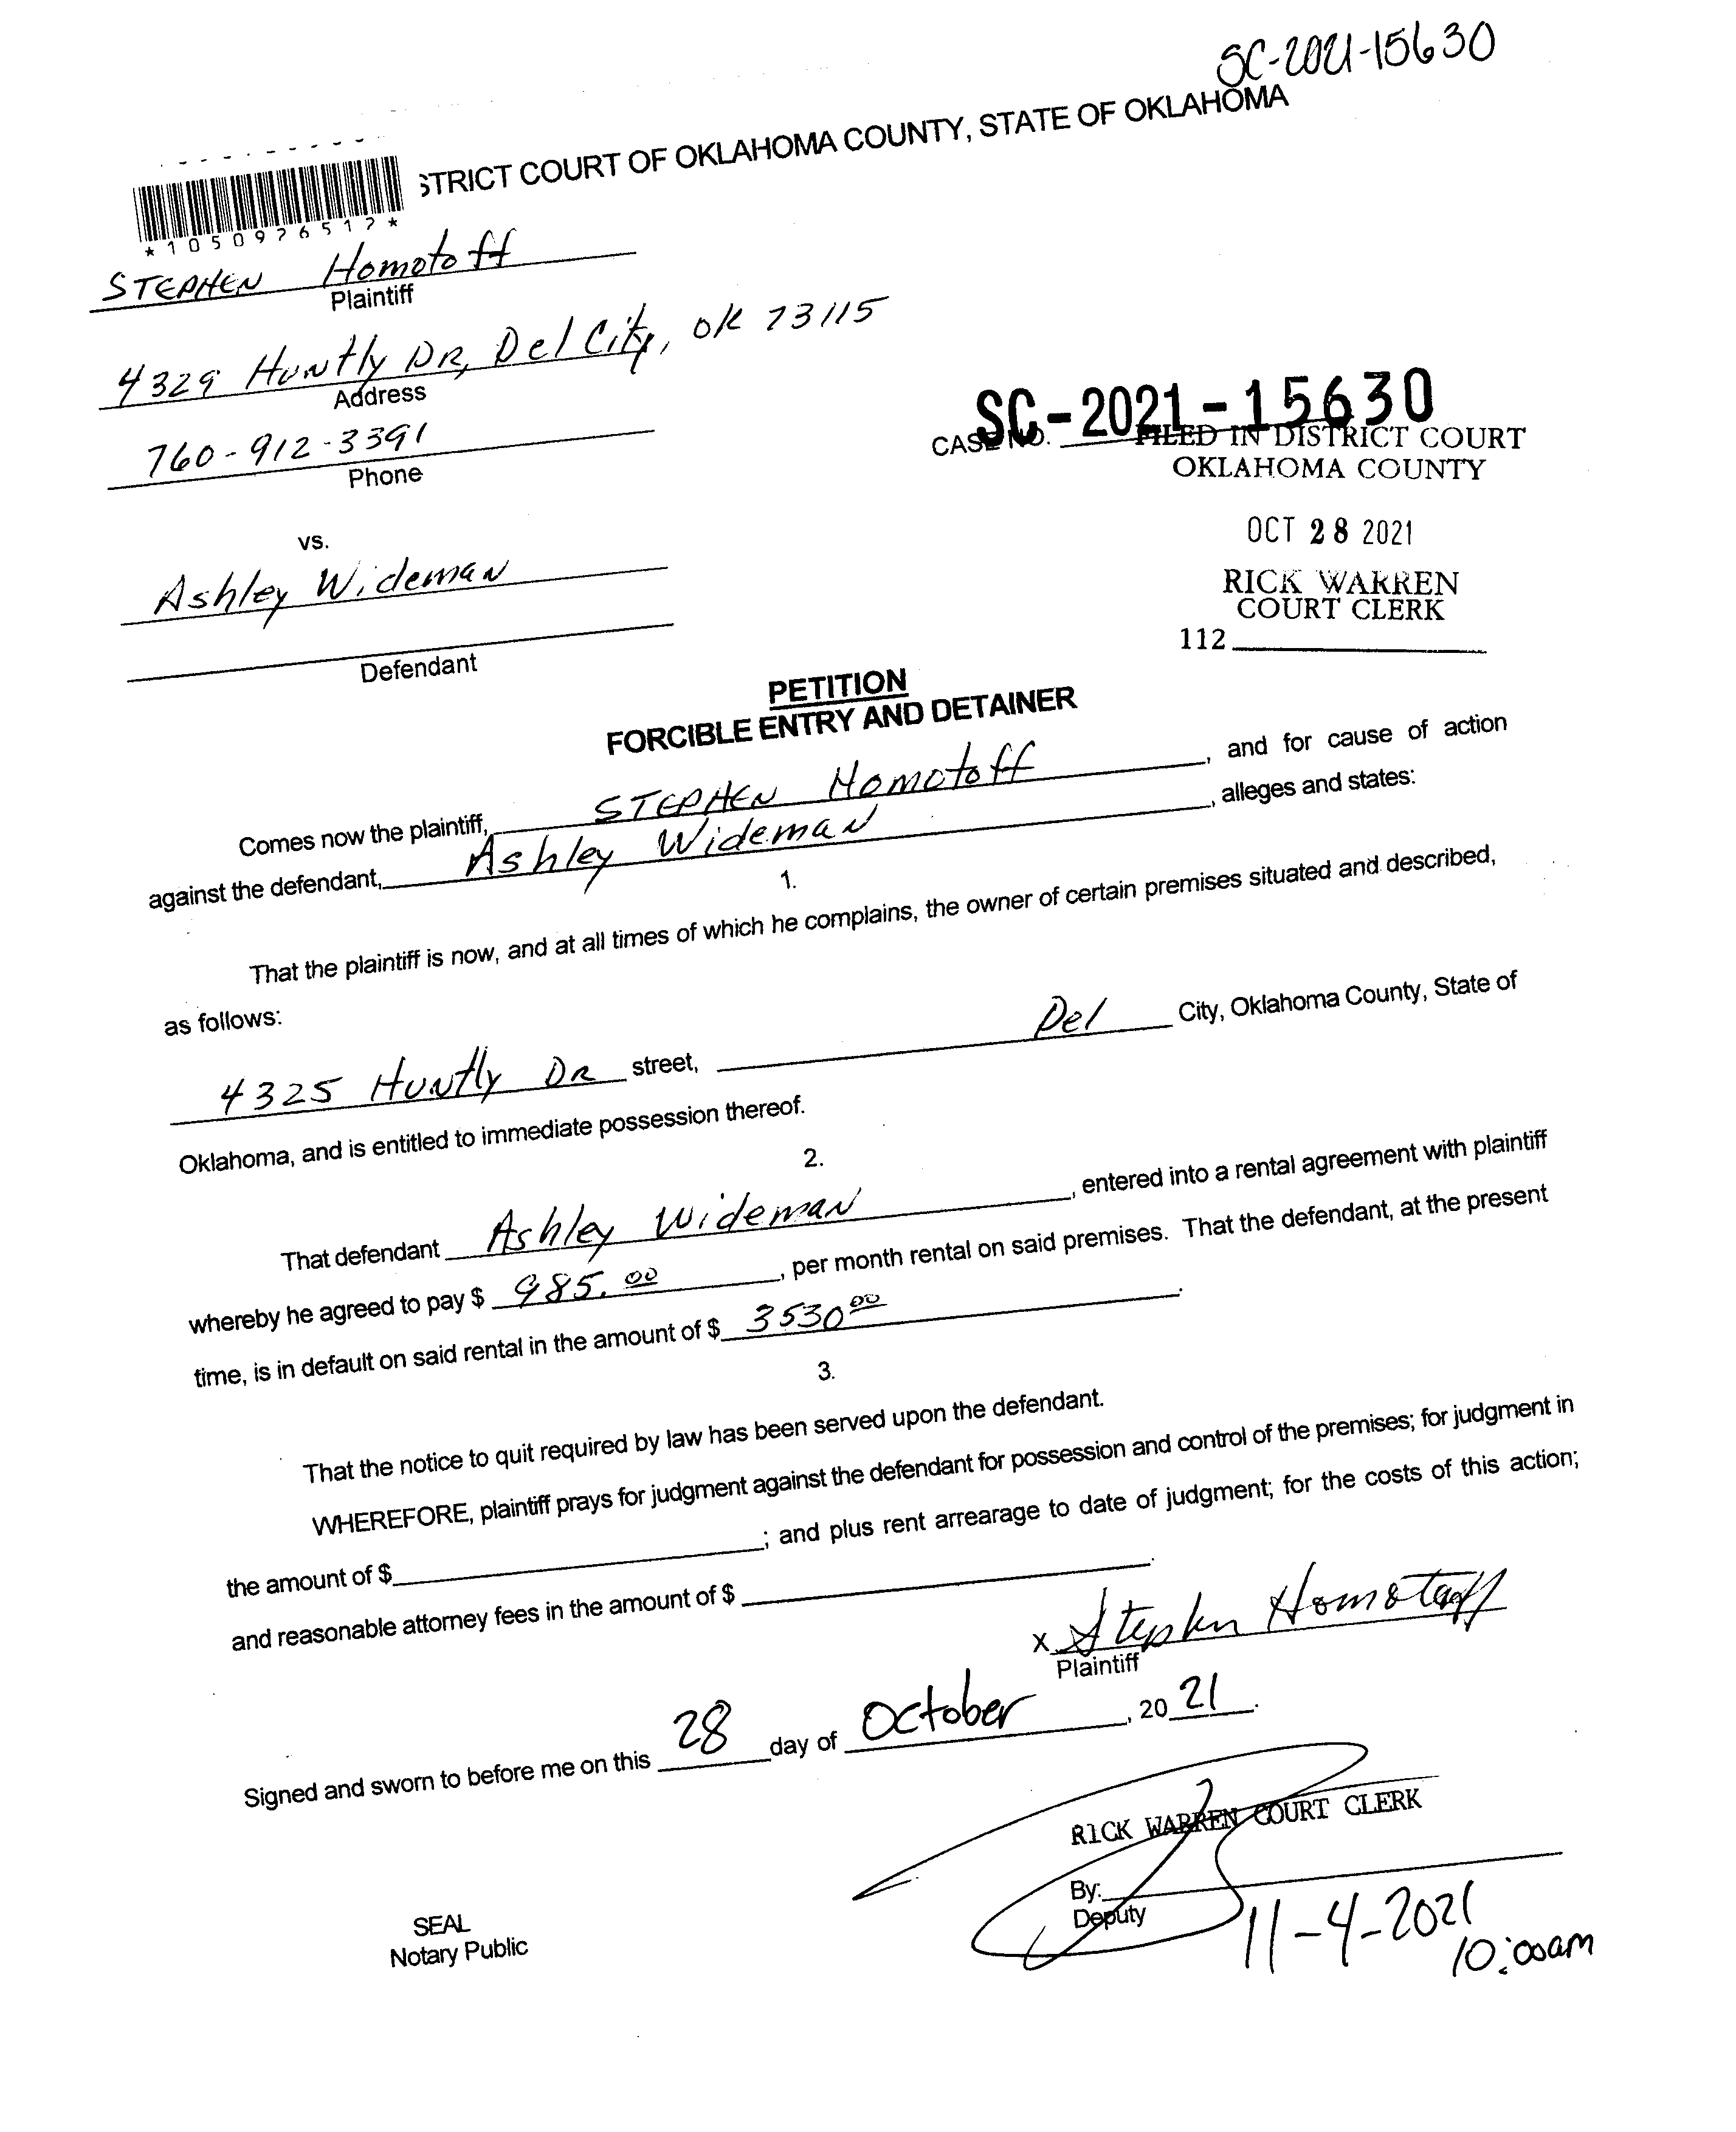 SC-2021-15630
STRICT COURT OF OKLAHOMA COUNTY, STATE OF OKLAHOMA
*1050976517*
STEPHEN Homotoff
Plaintiff
4329 Huntly DR, Del City, OK 73115
Address
760-912-3391
Phone
SC-2021-15630
CASE NO.
FILED IN DISTRICT COURT
OKLAHOMA COUNTY
OCT 28 2021
RICK WARREN
COURT CLERK
112
vs.
Ashley Wideman
Defendant
PETITION
FORCIBLE ENTRY AND DETAINER
Comes now the plaintiff, STEPHEN Homotoff, and for cause of action
against the defendant, Ashley Wideman, alleges and states:
1.
That the plaintiff is now, and at all times of which he complains, the owner of certain premises situated and described,
as follows:
4325 Huntly DR street, Del City, Oklahoma County, State of
Oklahoma, and is entitled to immediate possession thereof.
2.
That defendant Ashley Wideman, entered into a rental agreement with plaintiff
whereby he agreed to pay $ 985.00, per month rental on said premises. That the defendant, at the present
time, is in default on said rental in the amount of $ 3530 00.
3.
That the notice to quit required by law has been served upon the defendant.
WHEREFORE, plaintiff prays for judgment against the defendant for possession and control of the premises; for judgment in
the amount of $ ; and plus rent arrearage to date of judgment; for the costs of this action;
and reasonable attorney fees in the amount of $ .
x Stephen Homotoff
Plaintiff
Signed and sworn to before me on this 28 day of October, 2021.
RICK WARREN COURT CLERK
By:
Deputy
11-4-2021
10:00am
SEAL
Notary Public